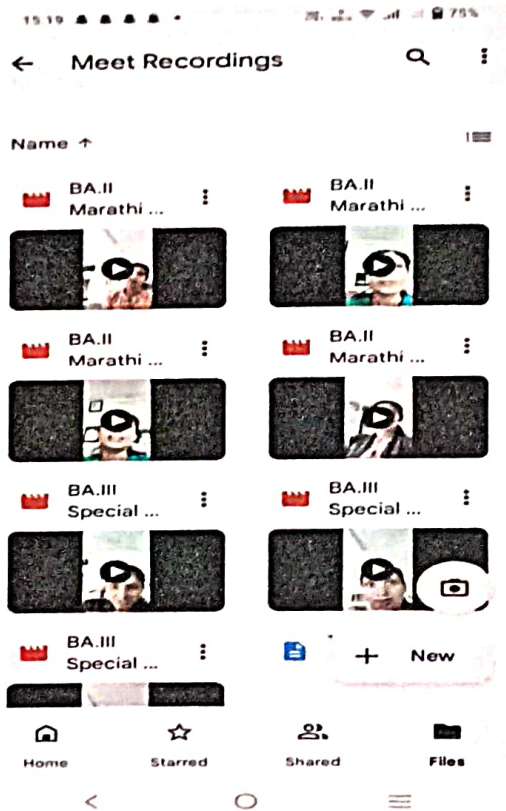 15:19
75%
Meet Recordings
Name ↑
BA.II
Marathi ...
BA.II
Marathi ...
BA.II
Marathi ...
BA.II
Marathi ...
BA.III
Special ...
BA.III
Special ...
BA.III
Special ...
+ New
Home
Starred
Shared
Files